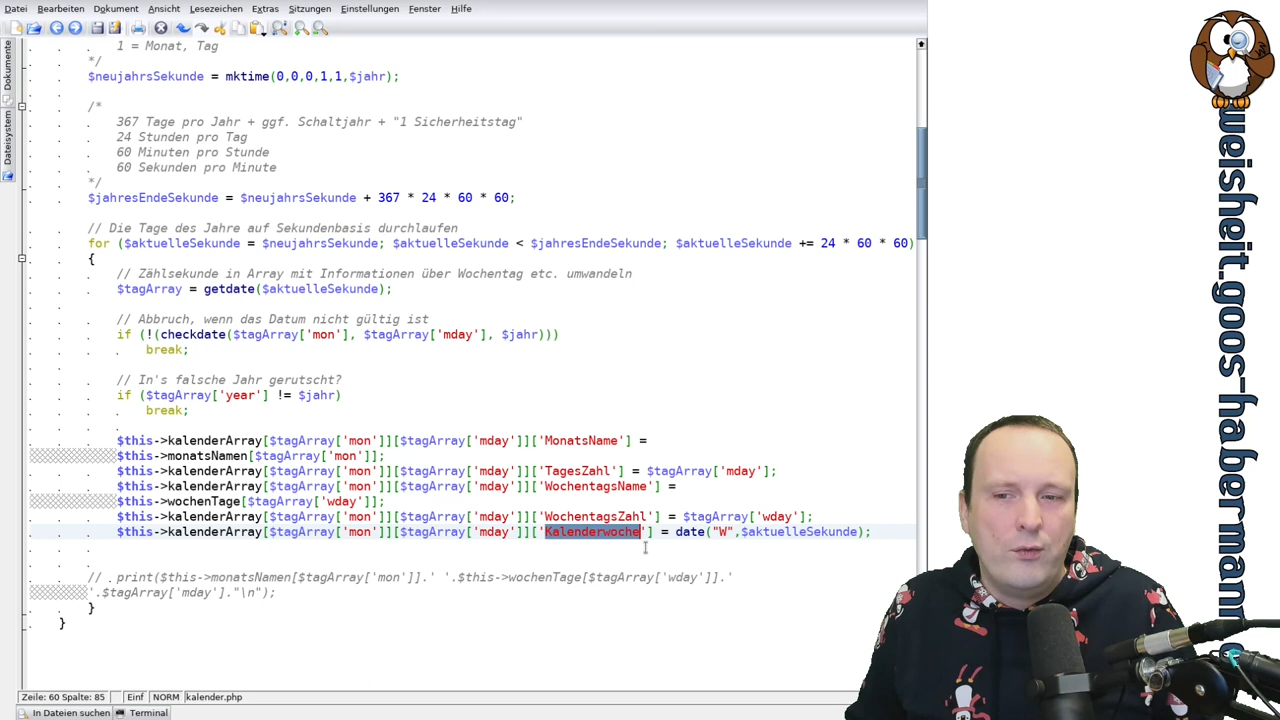 Datei Bearbeiten Dokument Ansicht Lesezeichen Extras Sitzungen Einstellungen Fenster Hilfe
Dokumente
Dateisystem
1 = Monat, Tag
*/
$neujahrsSekunde = mktime(0,0,0,1,1,$jahr);
/*
367 Tage pro Jahr + ggf. Schaltjahr + "1 Sicherheitstag"
24 Stunden pro Tag
60 Minuten pro Stunde
60 Sekunden pro Minute
*/
$jahresEndeSekunde = $neujahrsSekunde + 367 * 24 * 60 * 60;
// Die Tage des Jahre auf Sekundenbasis durchlaufen
for ($aktuelleSekunde = $neujahrsSekunde; $aktuelleSekunde < $jahresEndeSekunde; $aktuelleSekunde += 24 * 60 * 60)
{
// Zählsekunde in Array mit Informationen über Wochentag etc. umwandeln
$tagArray = getdate($aktuelleSekunde);
// Abbruch, wenn das Datum nicht gültig ist
if (!(checkdate($tagArray['mon'], $tagArray['mday'], $jahr)))
break;
// In's falsche Jahr gerutscht?
if ($tagArray['year'] != $jahr)
break;
$this->kalenderArray[$tagArray['mon']][$tagArray['mday']]['MonatsName'] =
$this->monatsNamen[$tagArray['mon']];
$this->kalenderArray[$tagArray['mon']][$tagArray['mday']]['TagesZahl'] = $tagArray['mday'];
$this->kalenderArray[$tagArray['mon']][$tagArray['mday']]['WochentagsName'] =
$this->wochenTage[$tagArray['wday']];
$this->kalenderArray[$tagArray['mon']][$tagArray['mday']]['WochentagsZahl'] = $tagArray['wday'];
$this->kalenderArray[$tagArray['mon']][$tagArray['mday']]['Kalenderwoche'] = date("W",$aktuelleSekunde);
// print($this->monatsNamen[$tagArray['mon']].' '.$this->wochenTage[$tagArray['wday']].'
'.$tagArray['mday']."\n");
}
}
Zeile: 60 Spalte: 85 Einf NORM kalender.php
In Dateien suchen Terminal